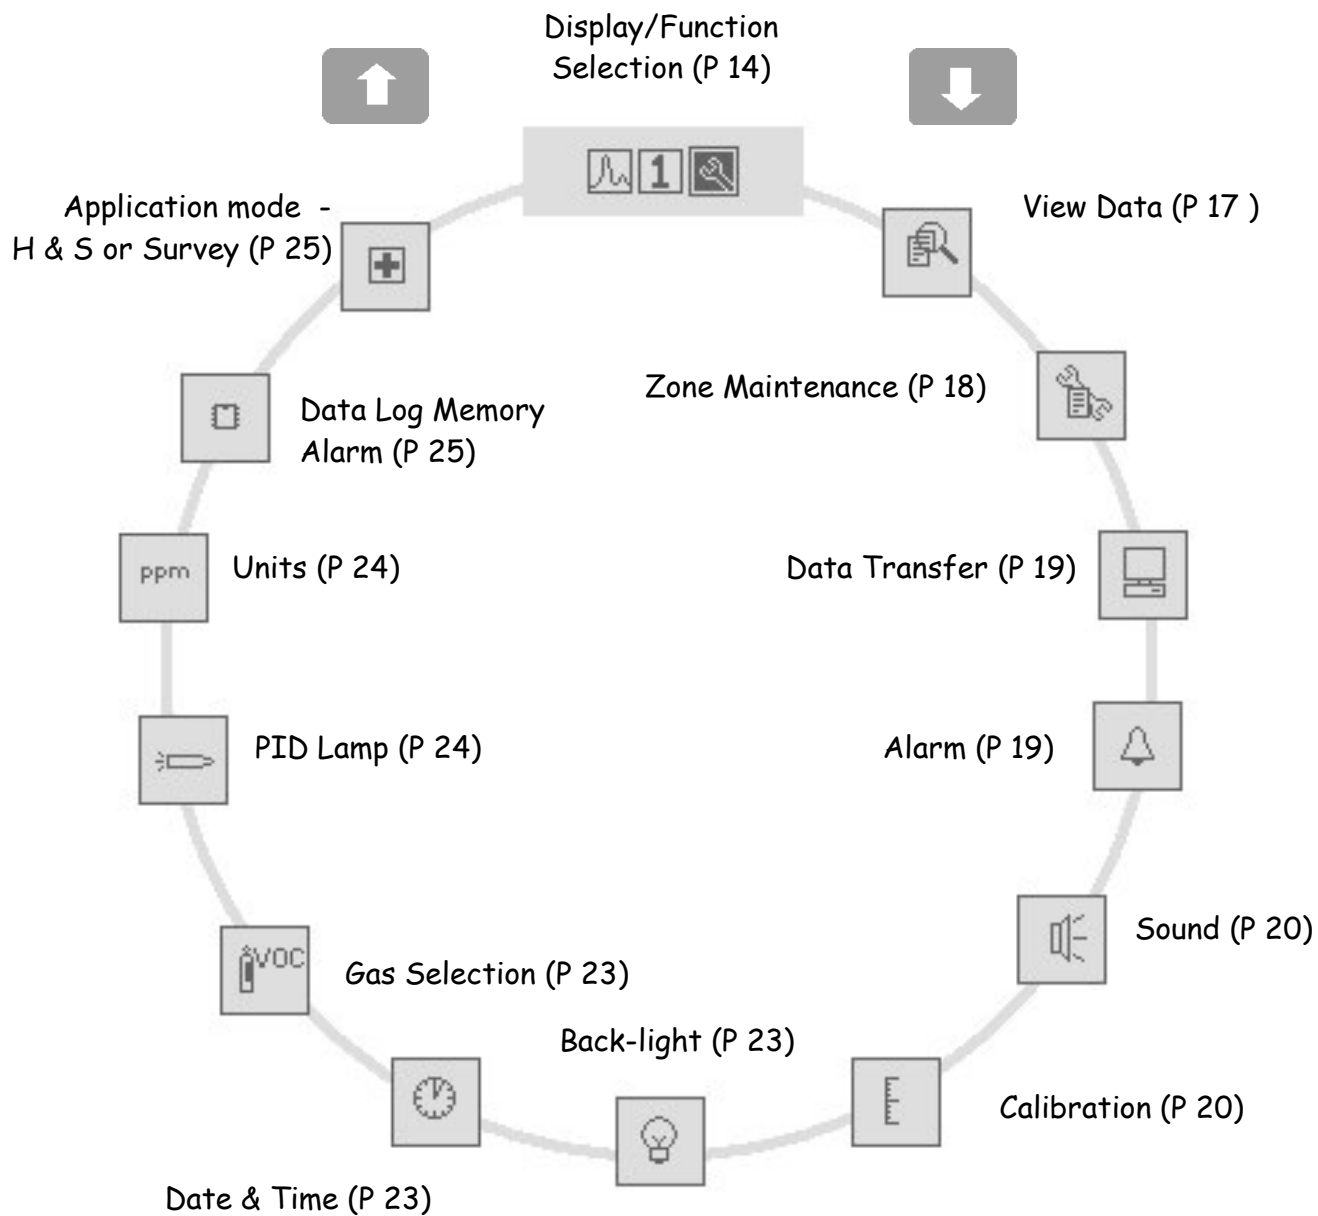 Display/Function
Selection (P 14)
1
Application mode -
H & S or Survey (P 25)
View Data (P 17 )
Zone Maintenance (P 18)
Data Log Memory
Alarm (P 25)
ppm
Units (P 24)
Data Transfer (P 19)
PID Lamp (P 24)
Alarm (P 19)
Sound (P 20)
VOC
Gas Selection (P 23)
Back-light (P 23)
Calibration (P 20)
Date & Time (P 23)